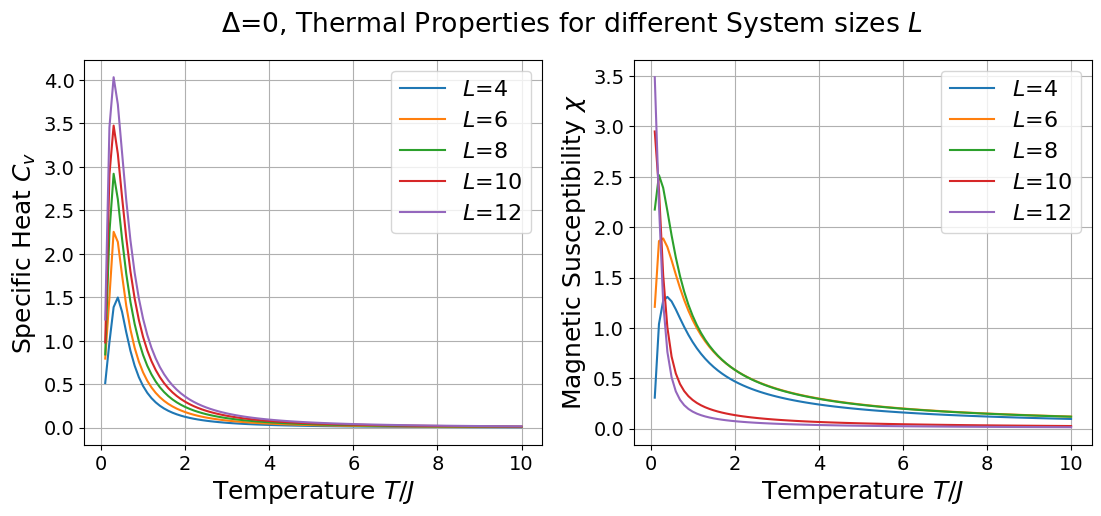 Δ=0, Thermal Properties for different System sizes L
Specific Heat C_v
4.0
3.5
3.0
2.5
2.0
1.5
1.0
0.5
0.0
L=4
L=6
L=8
L=10
L=12
0 2 4 6 8 10
Temperature T/J
Magnetic Susceptibility χ
3.5
3.0
2.5
2.0
1.5
1.0
0.5
0.0
L=4
L=6
L=8
L=10
L=12
0 2 4 6 8 10
Temperature T/J